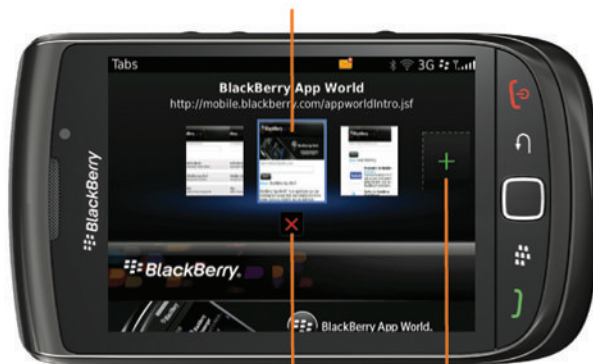 Tabs 3G
BlackBerry App World
http://mobile.blackberry.com/appworldIntro.jsf
BlackBerry
BlackBerry.
BlackBerry App World.